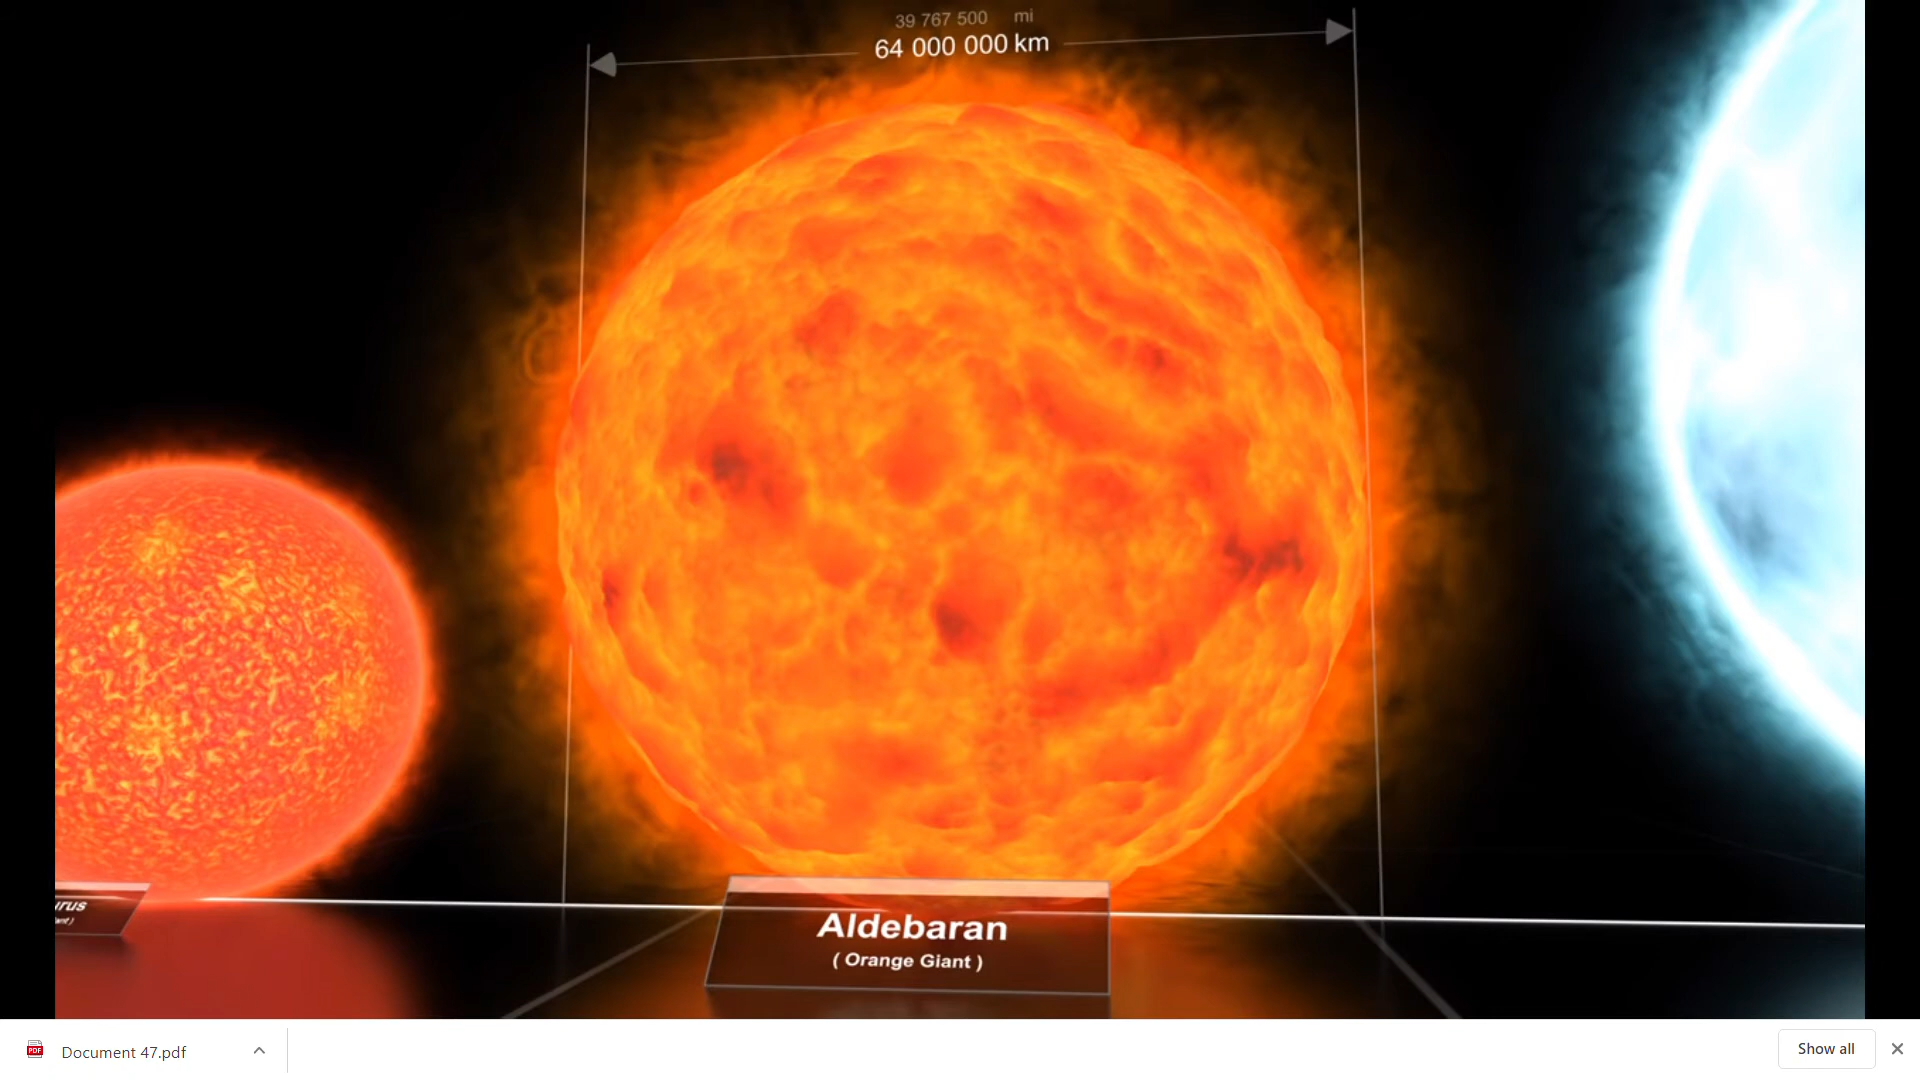 39 767 500 mi
64 000 000 km
Aldebaran
( Orange Giant )
Document 47.pdf
Show all